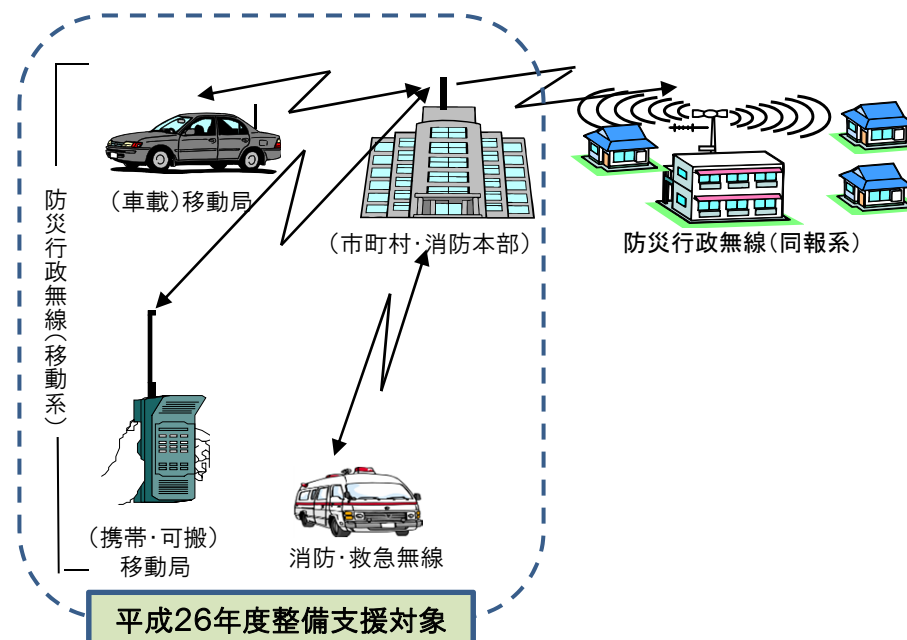 防災行政無線(移動系)
(車載)移動局
(市町村・消防本部)
防災行政無線(同報系)
(携帯・可搬)
移動局
消防・救急無線
平成26年度整備支援対象